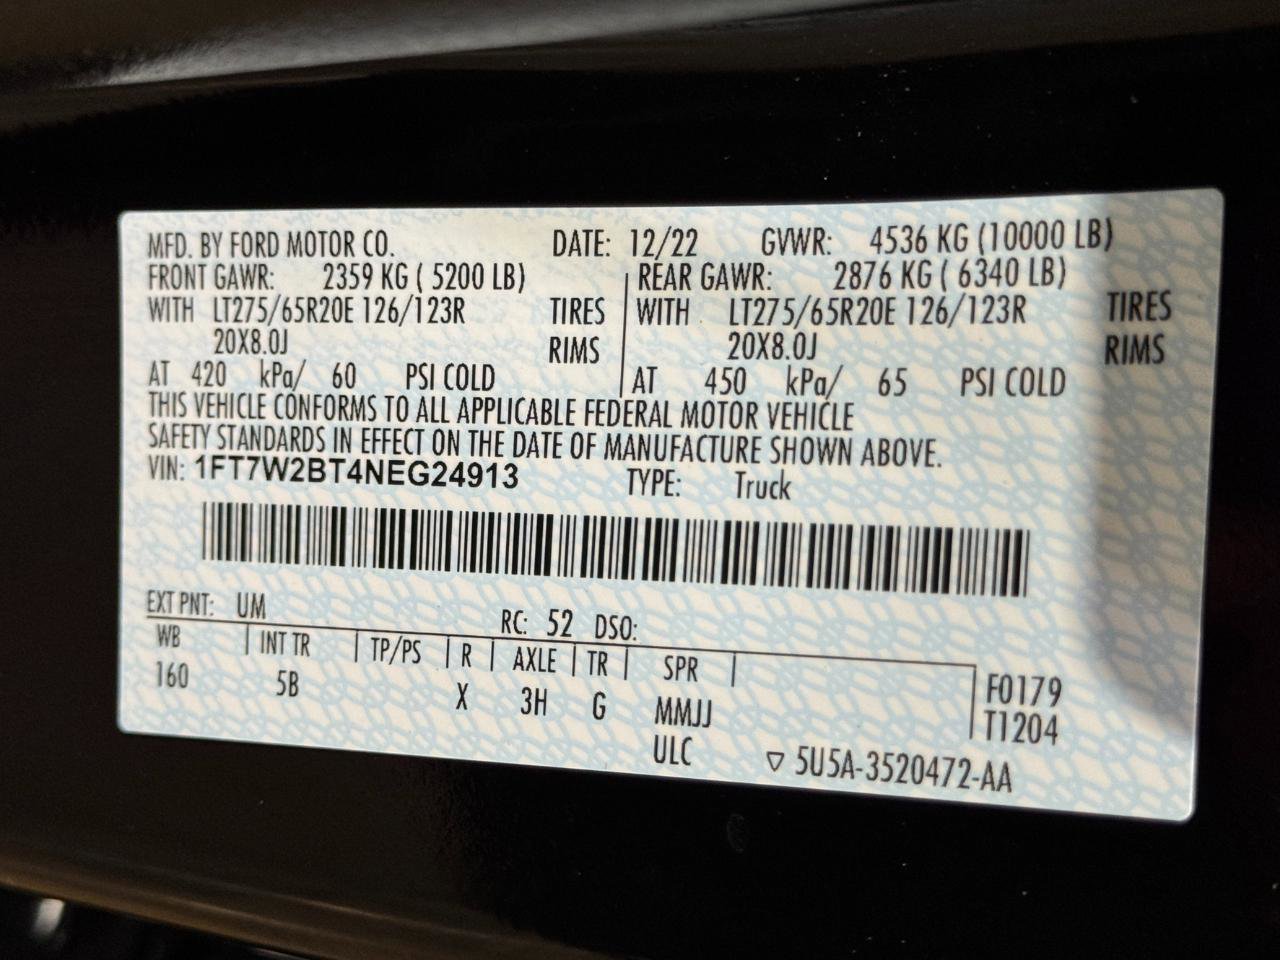 MFD. BY FORD MOTOR CO. DATE: 12/22 GVWR: 4536 KG (10000 LB)
FRONT GAWR: 2359 KG ( 5200 LB) REAR GAWR: 2876 KG ( 6340 LB)
WITH LT275/65R20E 126/123R TIRES WITH LT275/65R20E 126/123R TIRES
20X8.0J RIMS 20X8.0J RIMS
AT 420 kPa/ 60 PSI COLD AT 450 kPa/ 65 PSI COLD
THIS VEHICLE CONFORMS TO ALL APPLICABLE FEDERAL MOTOR VEHICLE
SAFETY STANDARDS IN EFFECT ON THE DATE OF MANUFACTURE SHOWN ABOVE.
VIN: 1FT7W2BT4NEG24913 TYPE: Truck
EXT PNT: UM RC: 52 DSO:
WB INT TR TP/PS R AXLE TR SPR
160 5B X 3H G MMJJ
ULC
F0179
T1204
▽ 5U5A-3520472-AA